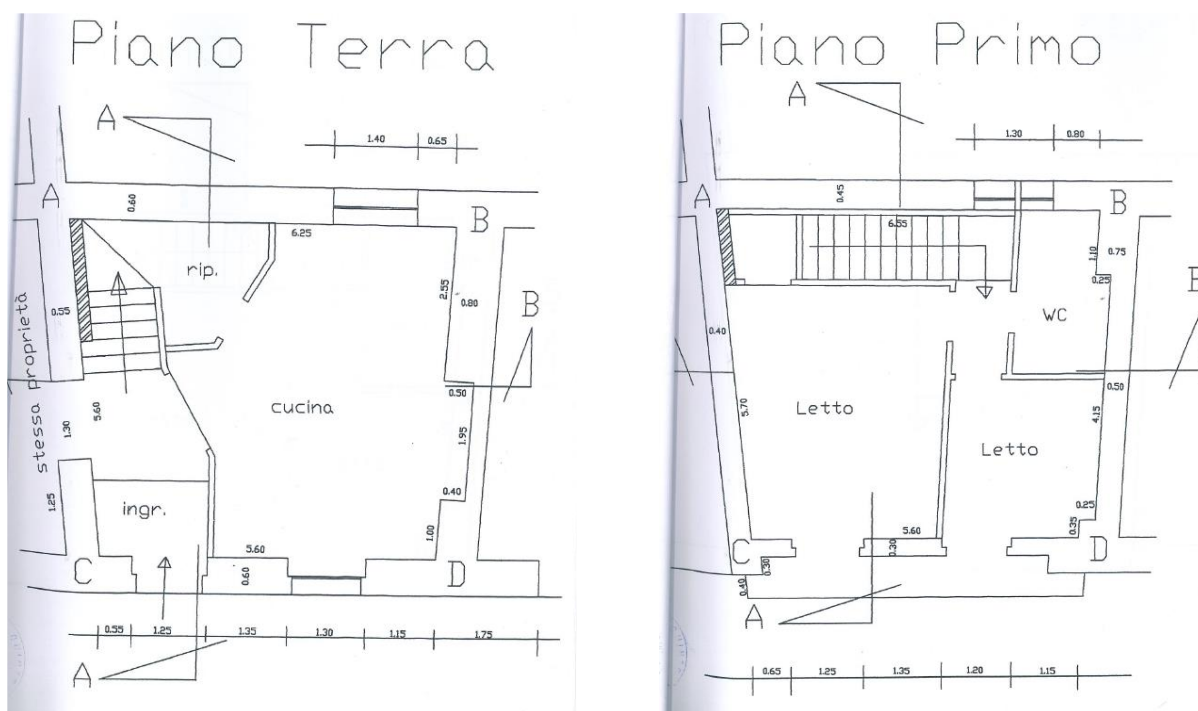 Piano Terra
A
1.40
0.65
A
0.60
6.25
B
rip.
2.55
0.80
0.55
B
stessa proprietà
cucina
0.50
5.60
1.30
1.95
1.25
ingr.
0.40
1.00
C
5.60
0.60
D
0.55
1.25
1.35
1.30
1.15
1.75
A
Piano Primo
A
1.30
0.80
A
0.45
6.55
B
1.10
0.75
0.25
WC
0.40
0.50
Letto
5.70
4.15
Letto
0.25
0.35
5.60
C
0.30
0.30
D
0.40
A
0.65
1.25
1.35
1.20
1.15